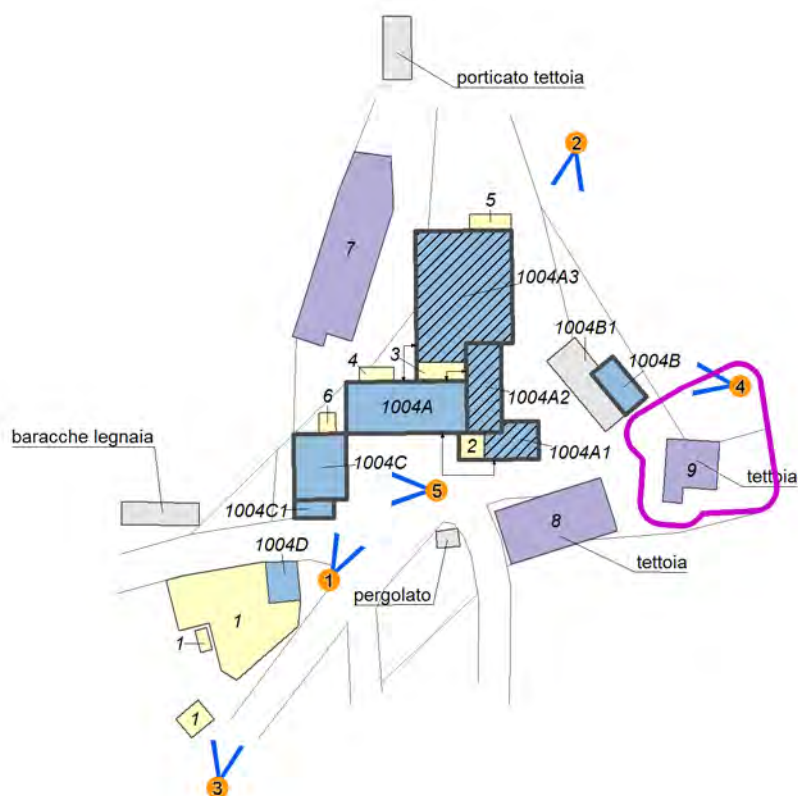 porticato tettoia
2
5
7
1004A3
1004B1
1004B
4
3
4
6
1004A
1004A2
baracche legnaia
2
1004A1
9
tettoia
1004C
5
1004C1
8
1004D
tettoia
1
pergolato
1
1
1
3